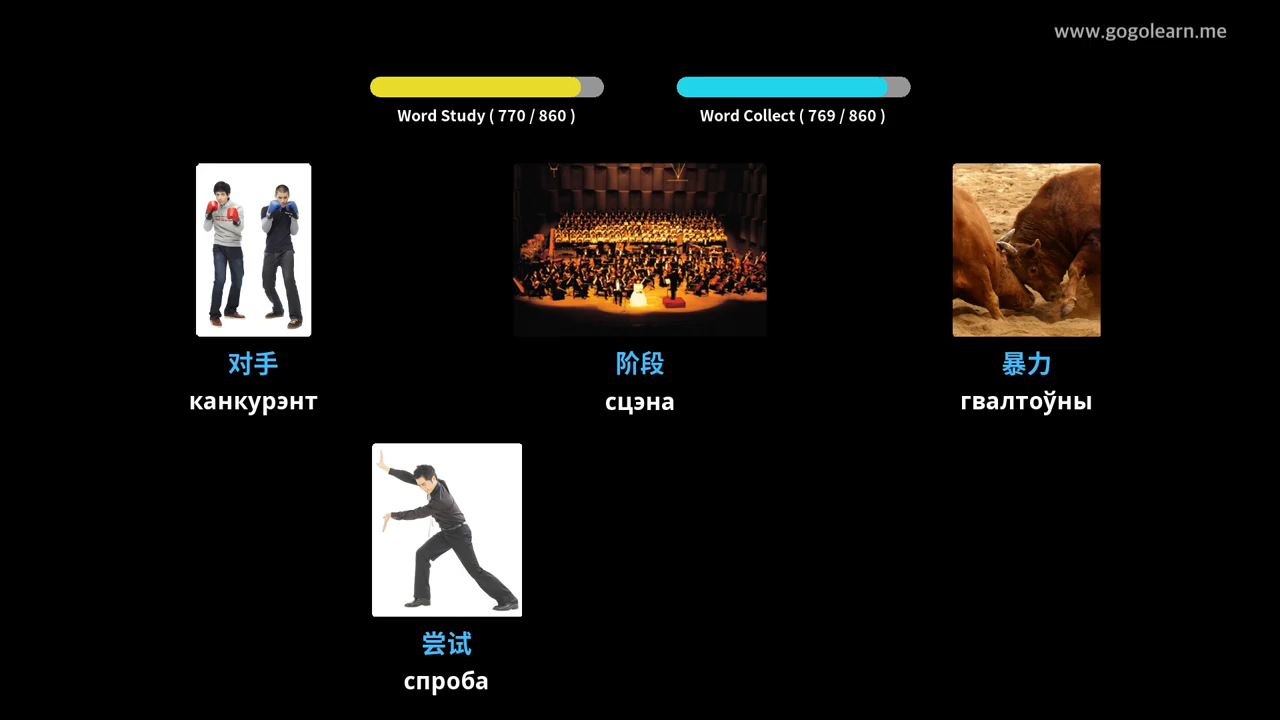 www.gogolearn.me
Word Study ( 770 / 860 )
Word Collect ( 769 / 860 )
对手
канкурэнт
阶段
сцэна
暴力
гвалтоўны
尝试
спроба